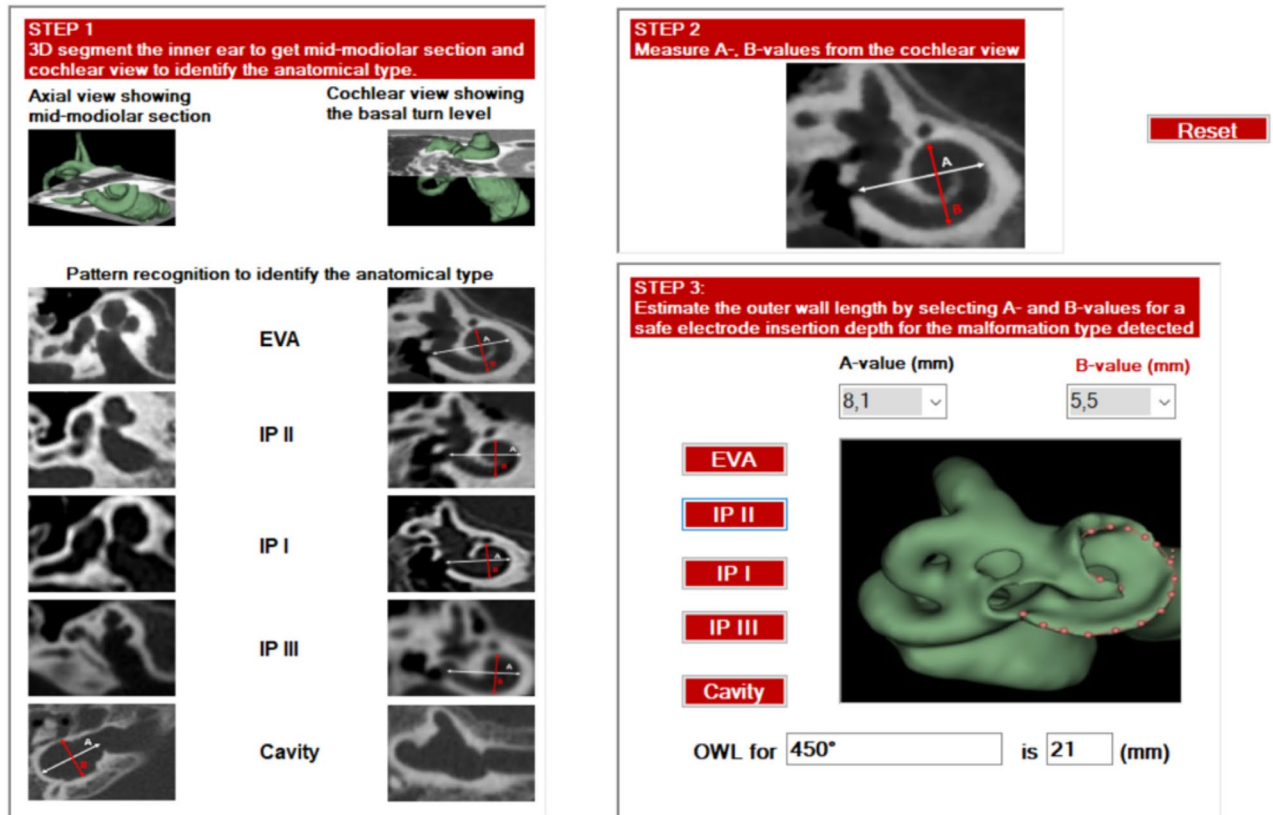 STEP 1
3D segment the inner ear to get mid-modiolar section and
cochlear view to identify the anatomical type.
Axial view showing
mid-modiolar section
Cochlear view showing
the basal turn level
Pattern recognition to identify the anatomical type
EVA
A
B
IP II
A
B
IP I
A
B
IP III
A
B
A
B
Cavity
STEP 2
Measure A-, B-values from the cochlear view
A
B
Reset
STEP 3:
Estimate the outer wall length by selecting A- and B-values for a
safe electrode insertion depth for the malformation type detected
A-value (mm)
B-value (mm)
8,1
5,5
EVA
IP II
IP I
IP III
Cavity
OWL for 450° is 21 (mm)